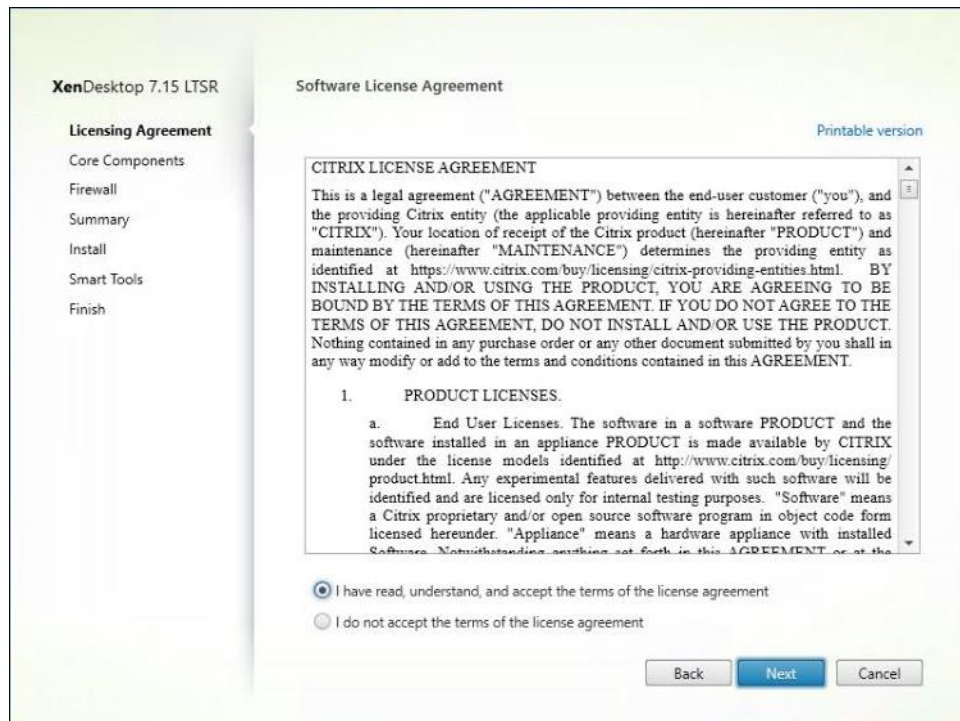 XenDesktop 7.15 LTSR
Licensing Agreement
Core Components
Firewall
Summary
Install
Smart Tools
Finish
Software License Agreement
Printable version
CITRIX LICENSE AGREEMENT
This is a legal agreement ("AGREEMENT") between the end-user customer ("you"), and
the providing Citrix entity (the applicable providing entity is hereinafter referred to as
"CITRIX"). Your location of receipt of the Citrix product (hereinafter "PRODUCT") and
maintenance (hereinafter "MAINTENANCE") determines the providing entity as
identified at https://www.citrix.com/buy/licensing/citrix-providing-entities.html. BY
INSTALLING AND/OR USING THE PRODUCT, YOU ARE AGREEING TO BE
BOUND BY THE TERMS OF THIS AGREEMENT. IF YOU DO NOT AGREE TO THE
TERMS OF THIS AGREEMENT, DO NOT INSTALL AND/OR USE THE PRODUCT.
Nothing contained in any purchase order or any other document submitted by you shall in
any way modify or add to the terms and conditions contained in this AGREEMENT.
1. PRODUCT LICENSES.
a. End User Licenses. The software in a software PRODUCT and the
software installed in an appliance PRODUCT is made available by CITRIX
under the license models identified at http://www.citrix.com/buy/licensing/
product.html. Any experimental features delivered with such software will be
identified and are licensed only for internal testing purposes. "Software" means
a Citrix proprietary and/or open source software program in object code form
licensed hereunder. "Appliance" means a hardware appliance with installed
Software. Notwithstanding anything set forth in this AGREEMENT or at the
I have read, understand, and accept the terms of the license agreement
I do not accept the terms of the license agreement
Back Next Cancel